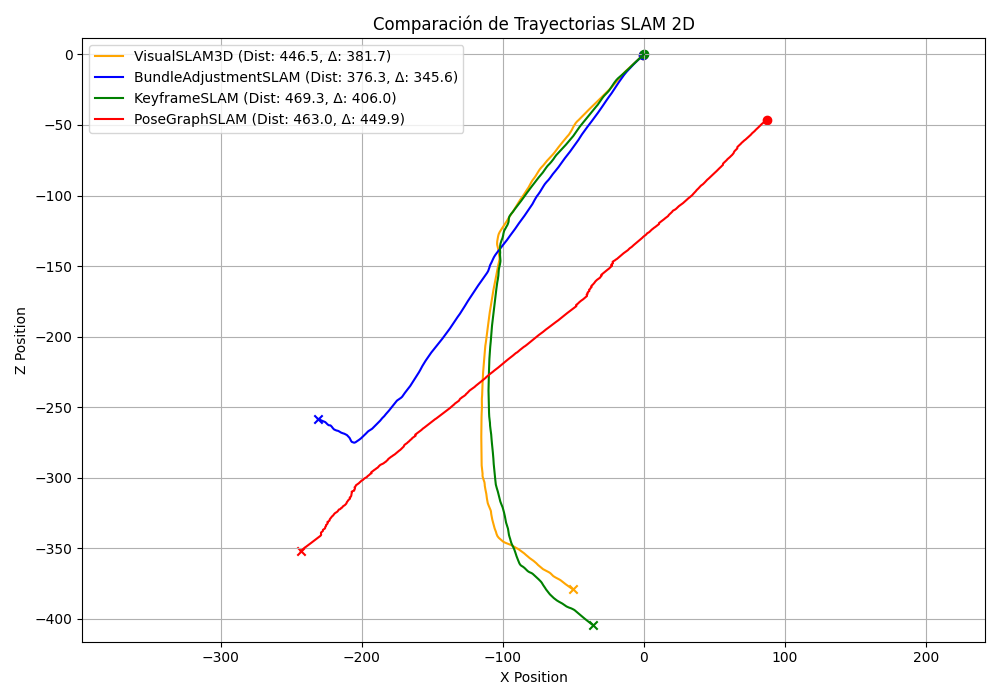 Comparación de Trayectorias SLAM 2D
VisualSLAM3D (Dist: 446.5, Δ: 381.7)
BundleAdjustmentSLAM (Dist: 376.3, Δ: 345.6)
KeyframeSLAM (Dist: 469.3, Δ: 406.0)
PoseGraphSLAM (Dist: 463.0, Δ: 449.9)
Z Position
0
−50
−100
−150
−200
−250
−300
−350
−400
−300 −200 −100 0 100 200
X Position